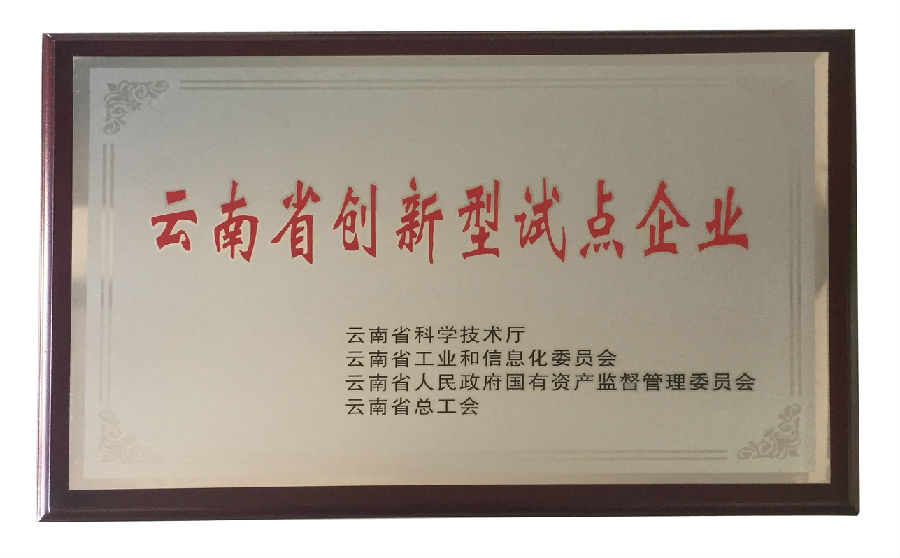 云南省创新型试点企业
云南省科学技术厅
云南省工业和信息化委员会
云南省人民政府国有资产监督管理委员会
云南省总工会